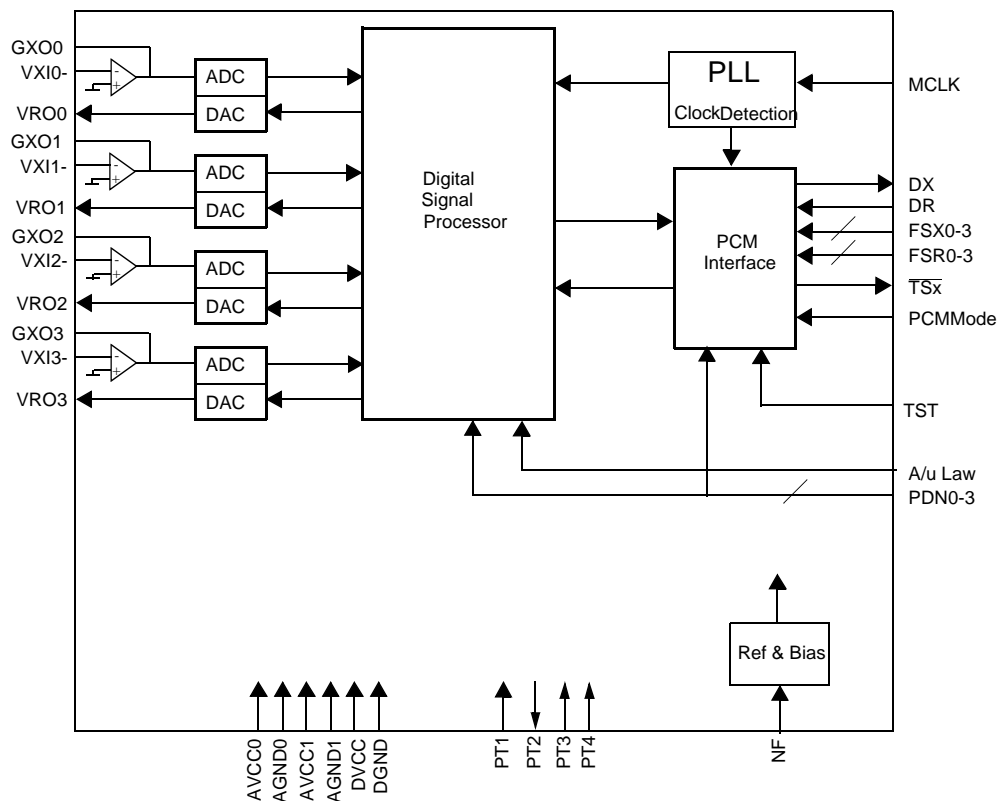 GXO0
VXI0-
VRO0
GXO1
VXI1-
VRO1
GXO2
VXI2-
VRO2
GXO3
VXI3-
VRO3
-
+
-
+
-
+
-
+
ADC
DAC
ADC
DAC
ADC
DAC
ADC
DAC
Digital
Signal
Processor
PLL
ClockDetection
PCM
Interface
MCLK
DX
DR
FSX0-3
FSR0-3
TSx
PCMMode
TST
A/u Law
PDN0-3
Ref & Bias
AVCC0
AGND0
AVCC1
AGND1
DVCC
DGND
PT1
PT2
PT3
PT4
NF